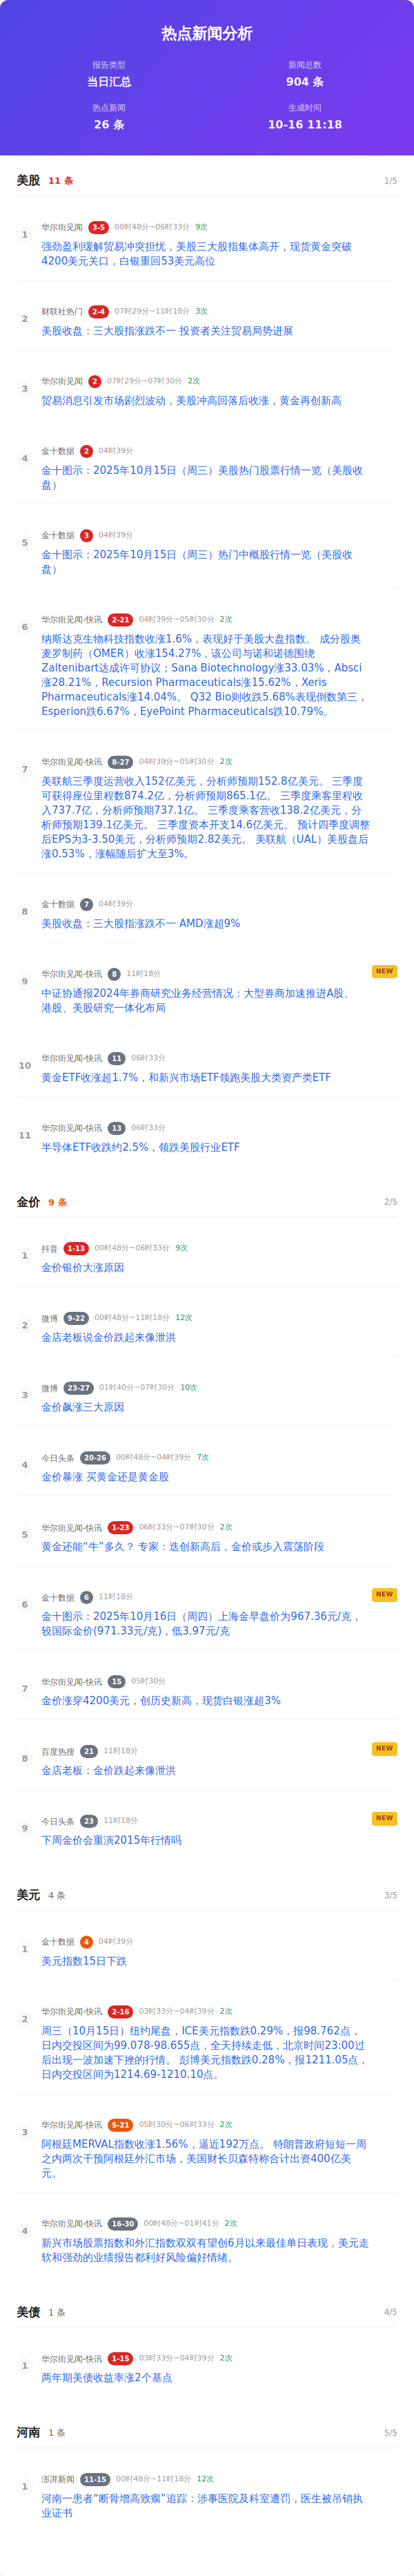 热点新闻分析
报告类型
当日汇总
新闻总数
904 条
热点新闻
26 条
生成时间
10-16 11:18
美股 11 条 1/5
1
华尔街见闻 3-5 00时48分~06时33分 9次
强劲盈利缓解贸易冲突担忧，美股三大股指集体高开，现货黄金突破
4200美元关口，白银重回53美元高位
2
财联社热门 2-4 07时29分~11时18分 3次
美股收盘：三大股指涨跌不一 投资者关注贸易局势进展
3
华尔街见闻 2 07时29分~07时30分 2次
贸易消息引发市场剧烈波动，美股冲高回落后收涨，黄金再创新高
4
金十数据 2 04时39分
金十图示：2025年10月15日（周三）美股热门股票行情一览（美股收
盘）
5
金十数据 3 04时39分
金十图示：2025年10月15日（周三）热门中概股行情一览（美股收
盘）
6
华尔街见闻-快讯 2-21 04时39分~05时30分 2次
纳斯达克生物科技指数收涨1.6%，表现好于美股大盘指数。 成分股奥
麦罗制药（OMER）收涨154.27%，该公司与诺和诺德围绕
Zaltenibart达成许可协议；Sana Biotechnology涨33.03%，Absci
涨28.21%，Recursion Pharmaceuticals涨15.62%，Xeris
Pharmaceuticals涨14.04%。 Q32 Bio则收跌5.68%表现倒数第三，
Esperion跌6.67%，EyePoint Pharmaceuticals跌10.79%。
7
华尔街见闻-快讯 8-27 04时39分~05时30分 2次
美联航三季度运营收入152亿美元，分析师预期152.8亿美元。 三季度
可获得座位里程数874.2亿，分析师预期865.1亿。 三季度乘客里程收
入737.7亿，分析师预期737.1亿。 三季度乘客营收138.2亿美元，分
析师预期139.1亿美元。 三季度资本开支14.6亿美元。 预计四季度调整
后EPS为3-3.50美元，分析师预期2.82美元。 美联航（UAL）美股盘后
涨0.53%，涨幅随后扩大至3%。
8
金十数据 7 04时39分
美股收盘：三大股指涨跌不一 AMD涨超9%
9
华尔街见闻-快讯 8 11时18分 NEW
中证协通报2024年券商研究业务经营情况：大型券商加速推进A股、
港股、美股研究一体化布局
10
华尔街见闻-快讯 11 06时33分
黄金ETF收涨超1.7%，和新兴市场ETF领跑美股大类资产类ETF
11
华尔街见闻-快讯 13 06时33分
半导体ETF收跌约2.5%，领跌美股行业ETF
金价 9 条 2/5
1
抖音 1-13 00时48分~06时33分 9次
金价银价大涨原因
2
微博 9-22 00时48分~11时18分 12次
金店老板说金价跌起来像泄洪
3
微博 23-27 01时40分~07时30分 10次
金价飙涨三大原因
4
今日头条 20-26 00时48分~04时39分 7次
金价暴涨 买黄金还是黄金股
5
华尔街见闻-快讯 1-23 06时33分~07时30分 2次
黄金还能“牛”多久？ 专家：迭创新高后，金价或步入震荡阶段
6
金十数据 6 11时18分 NEW
金十图示：2025年10月16日（周四）上海金早盘价为967.36元/克，
较国际金价(971.33元/克)，低3.97元/克
7
华尔街见闻-快讯 15 05时30分
金价涨穿4200美元，创历史新高，现货白银涨超3%
8
百度热搜 21 11时18分 NEW
金店老板：金价跌起来像泄洪
9
今日头条 23 11时18分 NEW
下周金价会重演2015年行情吗
美元 4 条 3/5
1
金十数据 4 04时39分
美元指数15日下跌
2
华尔街见闻-快讯 2-16 03时33分~04时39分 2次
周三（10月15日）纽约尾盘，ICE美元指数跌0.29%，报98.762点，
日内交投区间为99.078-98.655点，全天持续走低，北京时间23:00过
后出现一波加速下挫的行情。 彭博美元指数跌0.28%，报1211.05点，
日内交投区间为1214.69-1210.10点。
3
华尔街见闻-快讯 5-21 05时30分~06时33分 2次
阿根廷MERVAL指数收涨1.56%，逼近192万点。 特朗普政府短短一周
之内两次干预阿根廷外汇市场，美国财长贝森特称合计出资400亿美
元。
4
华尔街见闻-快讯 16-30 00时48分~01时41分 2次
新兴市场股票指数和外汇指数双双有望创6月以来最佳单日表现，美元走
软和强劲的业绩报告都利好风险偏好情绪。
美债 1 条 4/5
1
华尔街见闻-快讯 1-15 03时33分~04时39分 2次
两年期美债收益率涨2个基点
河南 1 条 5/5
1
澎湃新闻 11-15 00时48分~11时18分 12次
河南一患者“断骨增高致瘸”追踪：涉事医院及科室遭罚，医生被吊销执
业证书